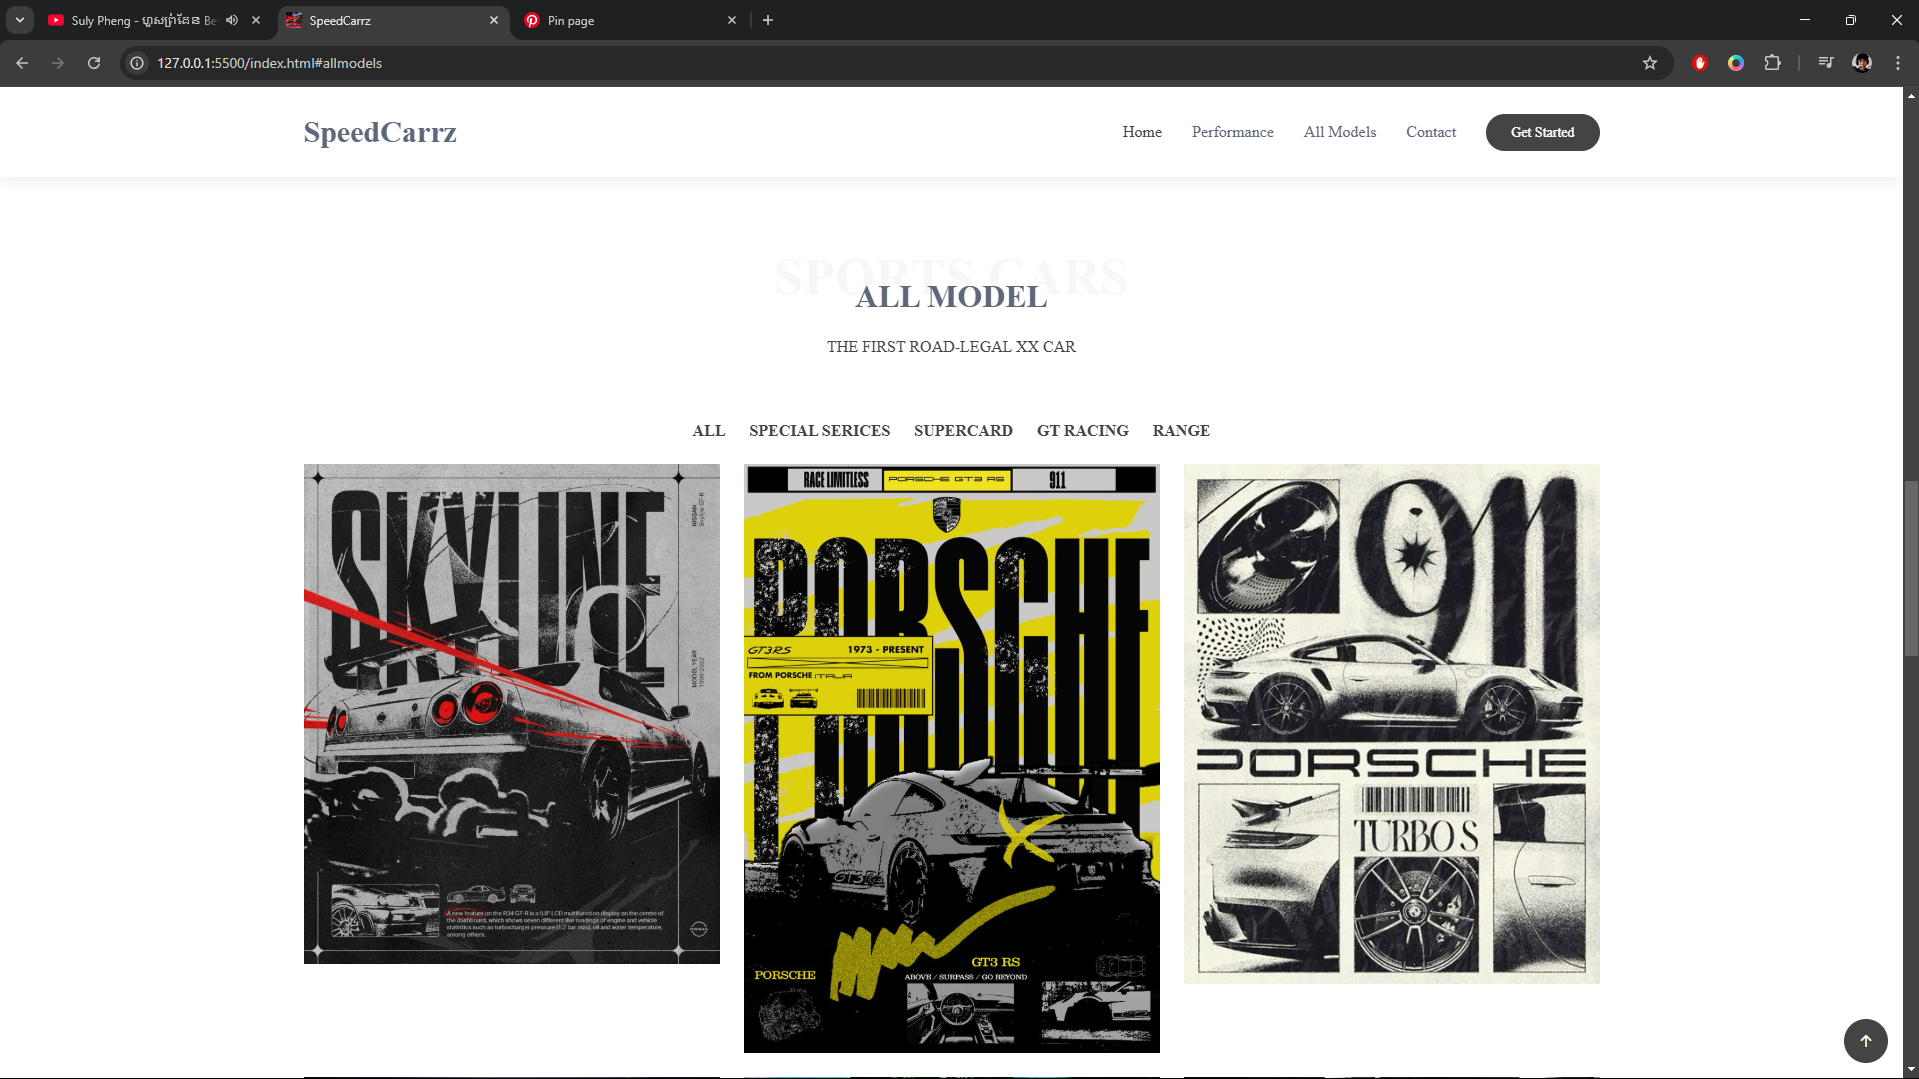 Suly Pheng - ហួសព្រំដែន Be
SpeedCarrz
Pin page
127.0.0.1:5500/index.html#allmodels
SpeedCarrz
Home
Performance
All Models
Contact
Get Started
SPORTS CARS
ALL MODEL
THE FIRST ROAD-LEGAL XX CAR
ALL
SPECIAL SERICES
SUPERCARD
GT RACING
RANGE
SKYLINE
NISSAN
Skyline GT-R
MODEL YEAR
1999/2002
A new feature on the R34 GT-R is a 5.8" LCD multifunction display on the centre of
the dashboard, which shows seven different live readings of engine and vehicle
statistics such as turbocharger pressure (1.2 bar max), oil and water temperature,
among others.
RACE LIMITLESS
PORSCHE GT3 RS
911
PORSCHE
GT3RS
1973 - PRESENT
FROM PORSCHE ITALIA
GT3RS
PORSCHE
GT3 RS
ABOVE / SURPASS / GO BEYOND
911
PORSCHE
TURBO S